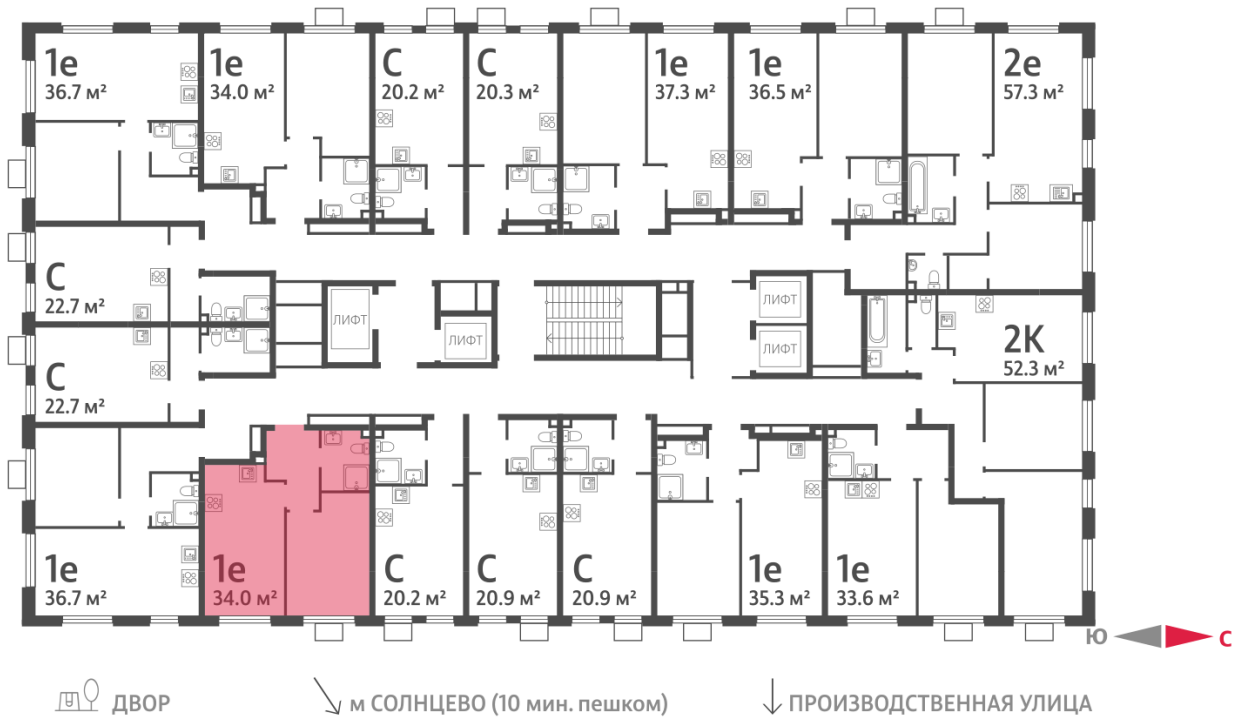 1е
36.7 м²
1е
34.0 м²
С
20.2 м²
С
20.3 м²
1е
37.3 м²
1е
36.5 м²
2е
57.3 м²
С
22.7 м²
ЛИФТ
ЛИФТ
ЛИФТ
ЛИФТ
2К
52.3 м²
С
22.7 м²
1е
36.7 м²
1е
34.0 м²
С
20.2 м²
С
20.9 м²
С
20.9 м²
1е
35.3 м²
1е
33.6 м²
Ю С
ДВОР
м СОЛНЦЕВО (10 мин. пешком)
ПРОИЗВОДСТВЕННАЯ УЛИЦА